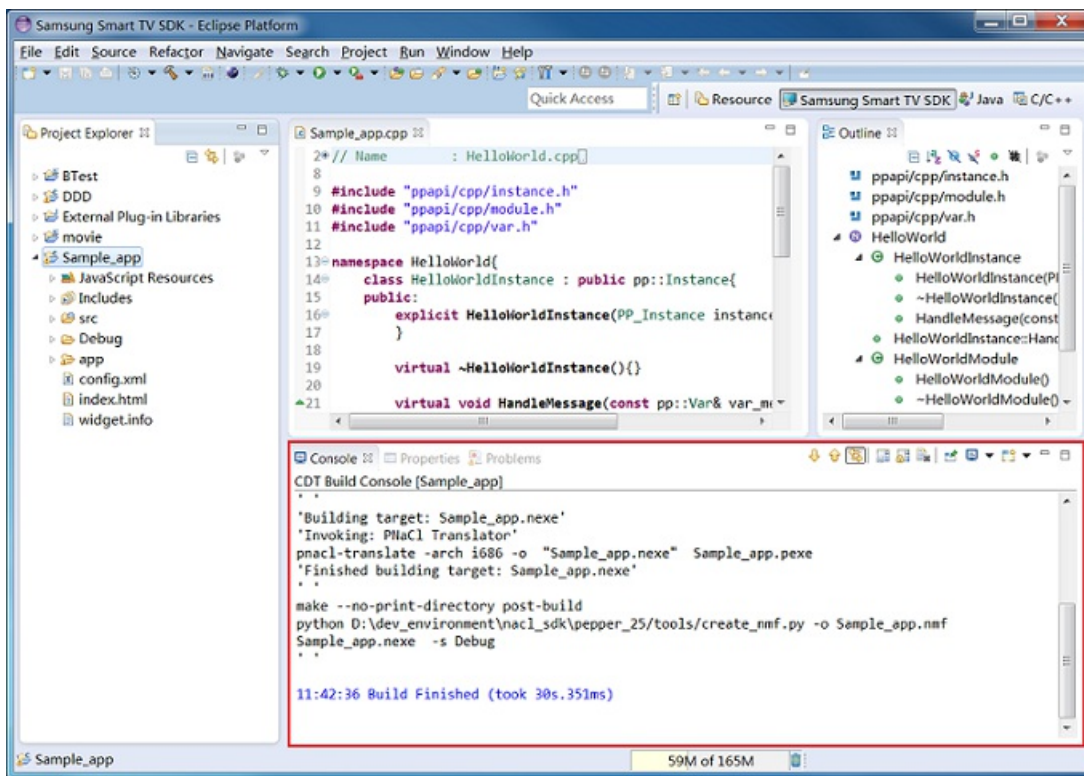 Samsung Smart TV SDK - Eclipse Platform
File Edit Source Refactor Navigate Search Project Run Window Help
Quick Access
Resource Samsung Smart TV SDK Java C/C++
Project Explorer
BTest
DDD
External Plug-in Libraries
movie
Sample_app
JavaScript Resources
Includes
src
Debug
app
config.xml
index.html
widget.info
Sample_app.cpp
2 // Name : HelloWorld.cpp
8
9 #include "ppapi/cpp/instance.h"
10 #include "ppapi/cpp/module.h"
11 #include "ppapi/cpp/var.h"
12
13 namespace HelloWorld{
14 class HelloWorldInstance : public pp::Instance{
15 public:
16 explicit HelloWorldInstance(PP_Instance instance
17 }
18
19 virtual ~HelloWorldInstance(){}
20
21 virtual void HandleMessage(const pp::Var& var_me
Outline
ppapi/cpp/instance.h
ppapi/cpp/module.h
ppapi/cpp/var.h
HelloWorld
HelloWorldInstance
HelloWorldInstance(PI
~HelloWorldInstance(
HandleMessage(const
HelloWorldInstance::Hand
HelloWorldModule
HelloWorldModule()
~HelloWorldModule()
Console Properties Problems
CDT Build Console [Sample_app]
' '
'Building target: Sample_app.nexe'
'Invoking: PNaCl Translator'
pnacl-translate -arch i686 -o "Sample_app.nexe" Sample_app.pexe
'Finished building target: Sample_app.nexe'
' '
make --no-print-directory post-build
python D:\dev_environment\nacl_sdk\pepper_25/tools/create_nmf.py -o Sample_app.nmf
Sample_app.nexe -s Debug
' '
11:42:36 Build Finished (took 30s.351ms)
Sample_app
59M of 165M